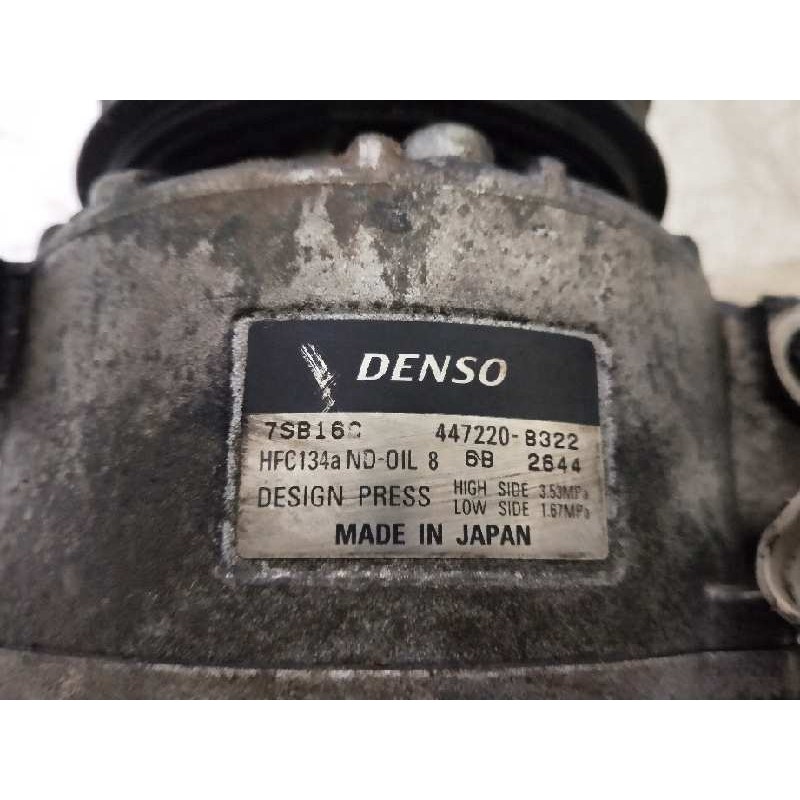 DENSO
7SB16C 447220-8322
HFC134a ND-OIL 8 6B 2644
DESIGN PRESS HIGH SIDE 3.53MPa
LOW SIDE 1.67MPa
MADE IN JAPAN